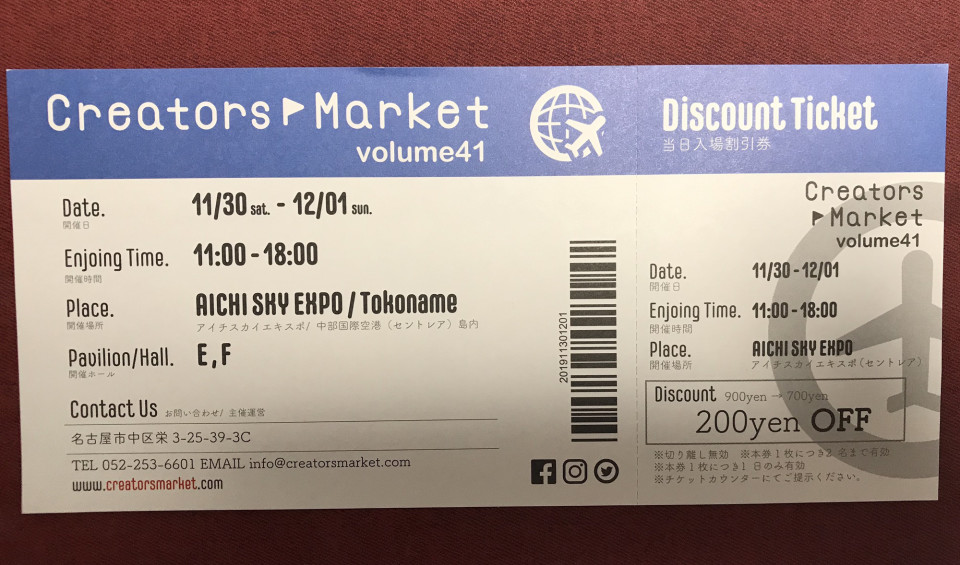 Creators▶Market
volume41
Date. 11/30 sat. - 12/01 sun.
開催日
Enjoing Time. 11:00 - 18:00
開催時間
Place. AICHI SKY EXPO / Tokoname
開催場所 アイチスカイエキスポ/ 中部国際空港（セントレア）島内
Pavilion/Hall. E,F
開催ホール
Contact Us お問い合わせ/ 主催運営
名古屋市中区栄 3-25-39-3C
TEL 052-253-6601 EMAIL info@creatorsmarket.com
www.creatorsmarket.com
201911301201
Discount Ticket
当日入場割引券
Creators
▶Market
volume41
Date. 11/30 - 12/01
開催日
Enjoing Time. 11:00 - 18:00
開催時間
Place. AICHI SKY EXPO
開催場所 アイチスカイエキスポ（セントレア）
Discount 900yen → 700yen
200yen OFF
※切り離し無効 ※本券1枚につき2名まで有効
※本券1枚につき1日のみ有効
※チケットカウンターにてご提示ください。